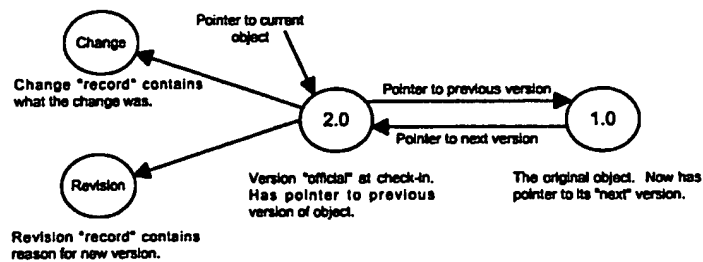 Change
Change "record" contains
what the change was.
Pointer to current
object
Pointer to previous version
2.0
1.0
Pointer to next version
Version "official" at check-in.
Has pointer to previous
version of object.
The original object. Now has
pointer to its "next" version.
Revision
Revision "record" contains
reason for new version.